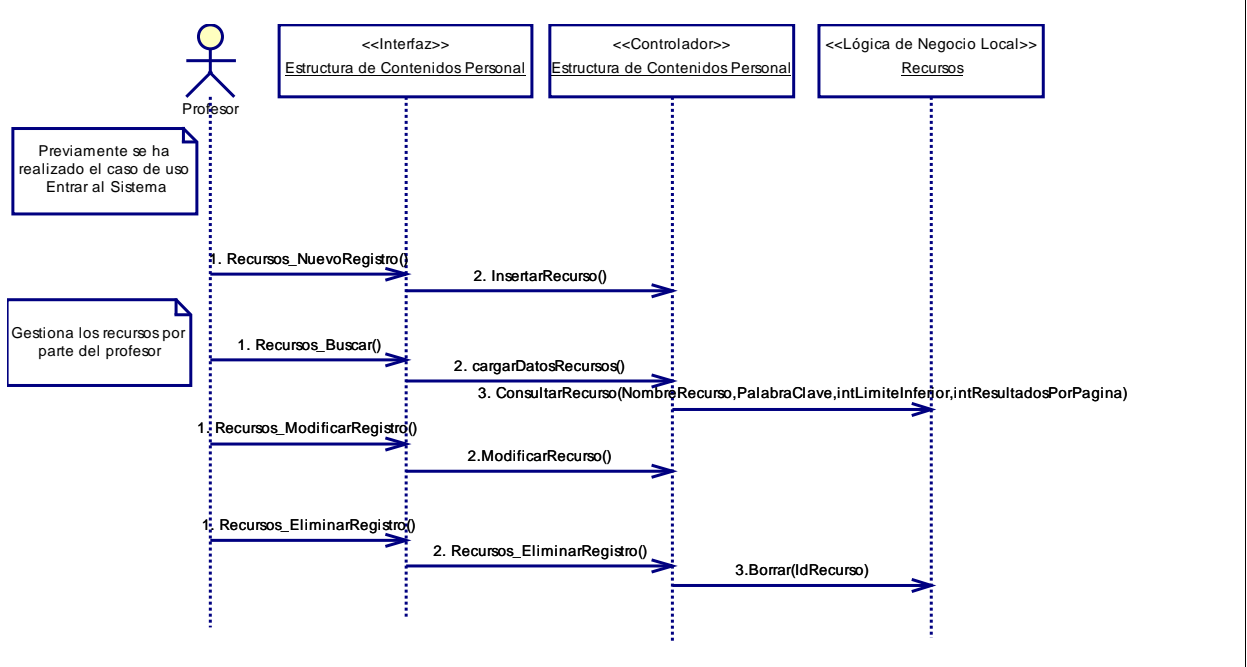 <<Interfaz>>
Estructura de Contenidos Personal
<<Controlador>>
Estructura de Contenidos Personal
<<Lógica de Negocio Local>>
Recursos
Profesor
Previamente se ha
realizado el caso de uso
Entrar al Sistema
1. Recursos_NuevoRegistro()
2. InsertarRecurso()
Gestiona los recursos por
parte del profesor
1. Recursos_Buscar()
2. cargarDatosRecursos()
3. ConsultarRecurso(NombreRecurso,PalabraClave,intLimiteInferior,intResultadosPorPagina)
1. Recursos_ModificarRegistro()
2.ModificarRecurso()
1. Recursos_EliminarRegistro()
2. Recursos_EliminarRegistro()
3.Borrar(IdRecurso)